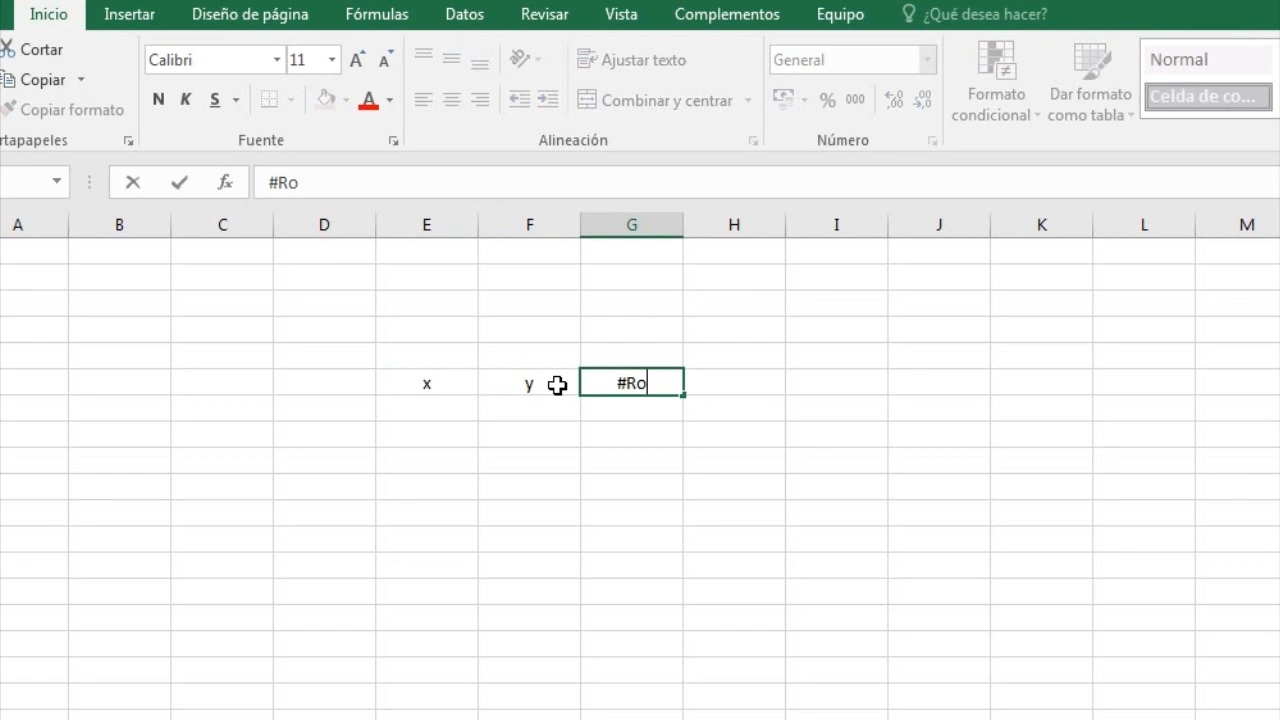 Inicio Insertar Diseño de página Fórmulas Datos Revisar Vista Complementos Equipo ¿Qué desea hacer?
Cortar
Copiar
Copiar formato
rtapapeles
Calibri 11
N K S
Fuente
Ajustar texto
Combinar y centrar
Alineación
General
% 000
Número
Formato condicional
Dar formato como tabla
Normal
Celda de co...
fx #Ro
A B C D E F G H I J K L M
x y #Ro